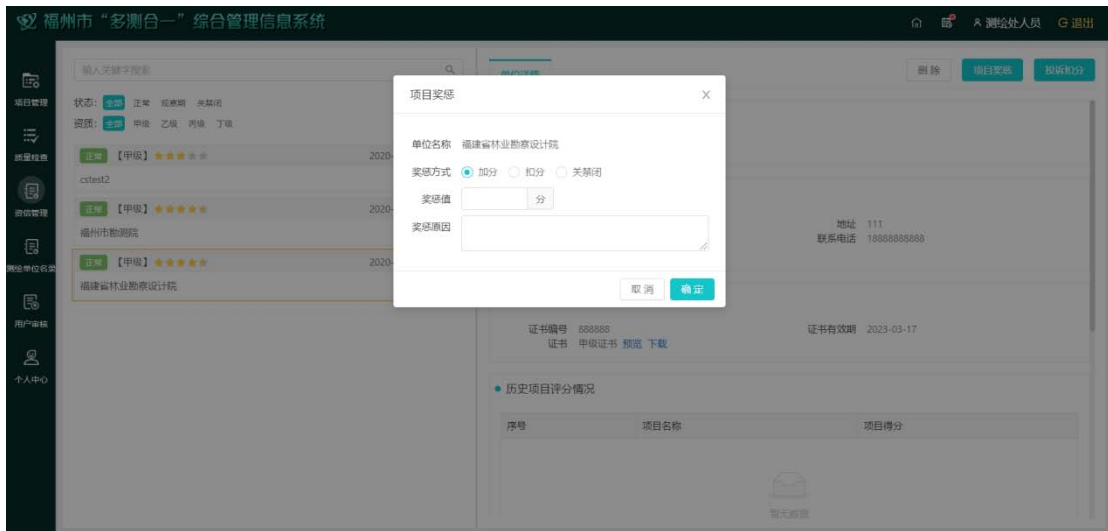 福州市“多测合一”综合管理信息系统
测绘处人员 退出
项目管理
质量检查
资信管理
测绘单位名录
用户审核
个人中心
输入关键字搜索
状态: 全部 正常 观察期 关禁闭
资质: 全部 甲级 乙级 丙级 丁级
正常 【甲级】 2020-
cstest2
正常 【甲级】 2020-
福州市勘测院
正常 【甲级】 2020-
福建省林业勘察设计院
单位详情
删除 项目奖惩 投诉扣分
项目奖惩 X
单位名称 福建省林业勘察设计院
奖惩方式 加分 扣分 关禁闭
奖惩值 分
奖惩原因
取消 确定
地址 111
联系电话 18888888888
证书编号 888888 证书有效期 2023-03-17
证书 甲级证书 预览 下载
历史项目评分情况
序号 项目名称 项目得分
暂无数据